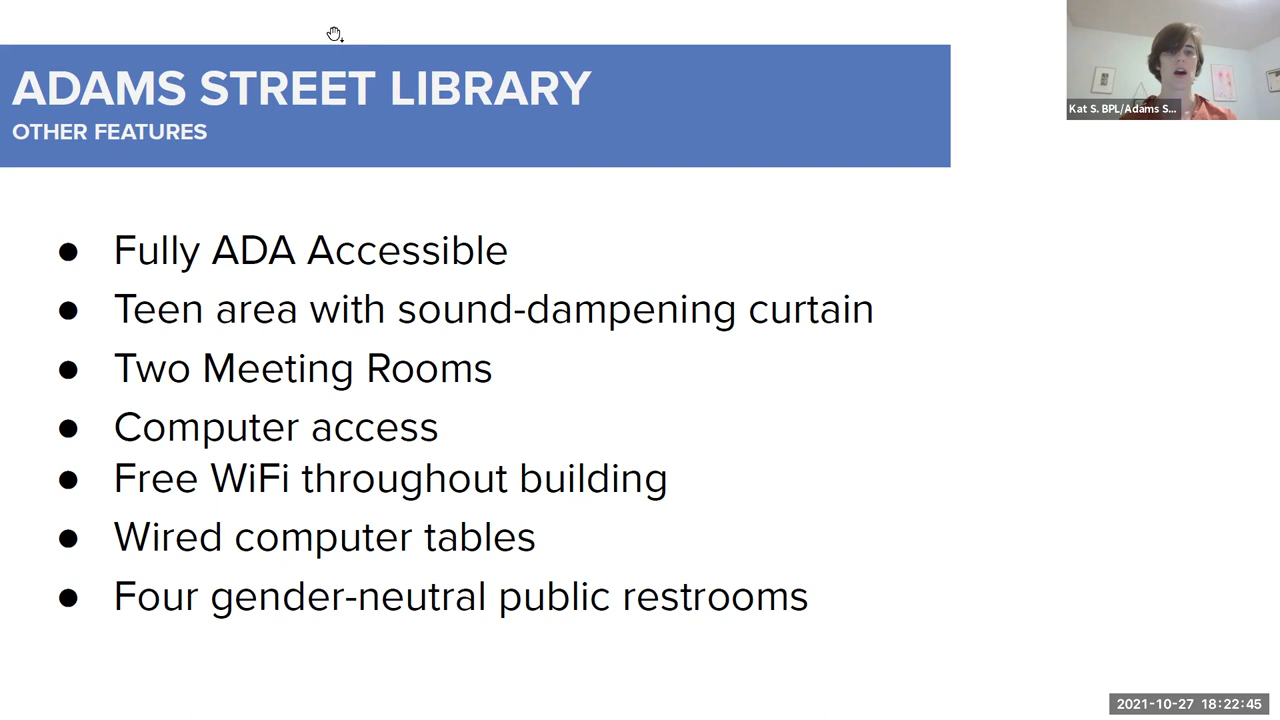 ADAMS STREET LIBRARY
OTHER FEATURES
Kat S. BPL/Adams S...
● Fully ADA Accessible
● Teen area with sound-dampening curtain
● Two Meeting Rooms
● Computer access
● Free WiFi throughout building
● Wired computer tables
● Four gender-neutral public restrooms
2021-10-27 18:22:45